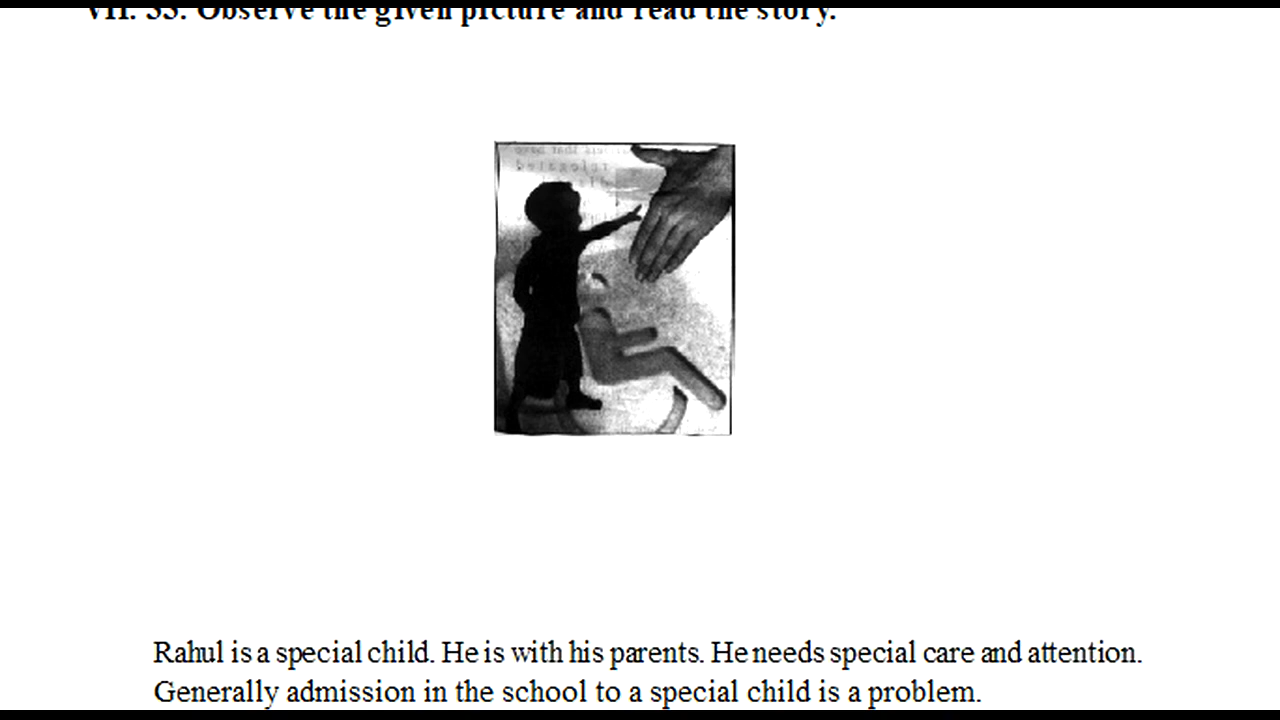 VII. 33. Observe the given picture and read the story.
Rahul is a special child. He is with his parents. He needs special care and attention.
Generally admission in the school to a special child is a problem.